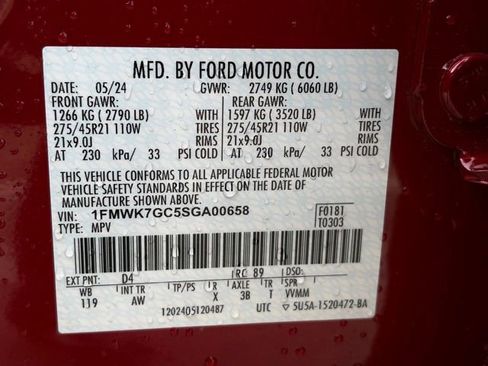 MFD. BY FORD MOTOR CO.
DATE: 05/24 GVWR: 2749 KG ( 6060 LB)
FRONT GAWR: REAR GAWR:
1266 KG ( 2790 LB) 1597 KG ( 3520 LB)
275/45R21 110W TIRES 275/45R21 110W TIRES
21x9.0J RIMS 21x9.0J RIMS
AT 230 kPa/ 33 PSI COLD AT 230 kPa/ 33 PSI COLD
THIS VEHICLE CONFORMS TO ALL APPLICABLE FEDERAL MOTOR
VEHICLE SAFETY STANDARDS IN EFFECT ON THE DATE OF
MANUFACTURE SHOWN ABOVE.
VIN: 1FMWK7GC5SGA00658 F0181
TYPE: MPV T0303
EXT PNT: D4 RC: 89 DSO:
WB INT TR TP/PS R AXLE TR SPR
119 AW X 3B T VVMM
1202405120487 UTC 5U5A-1520472-BA